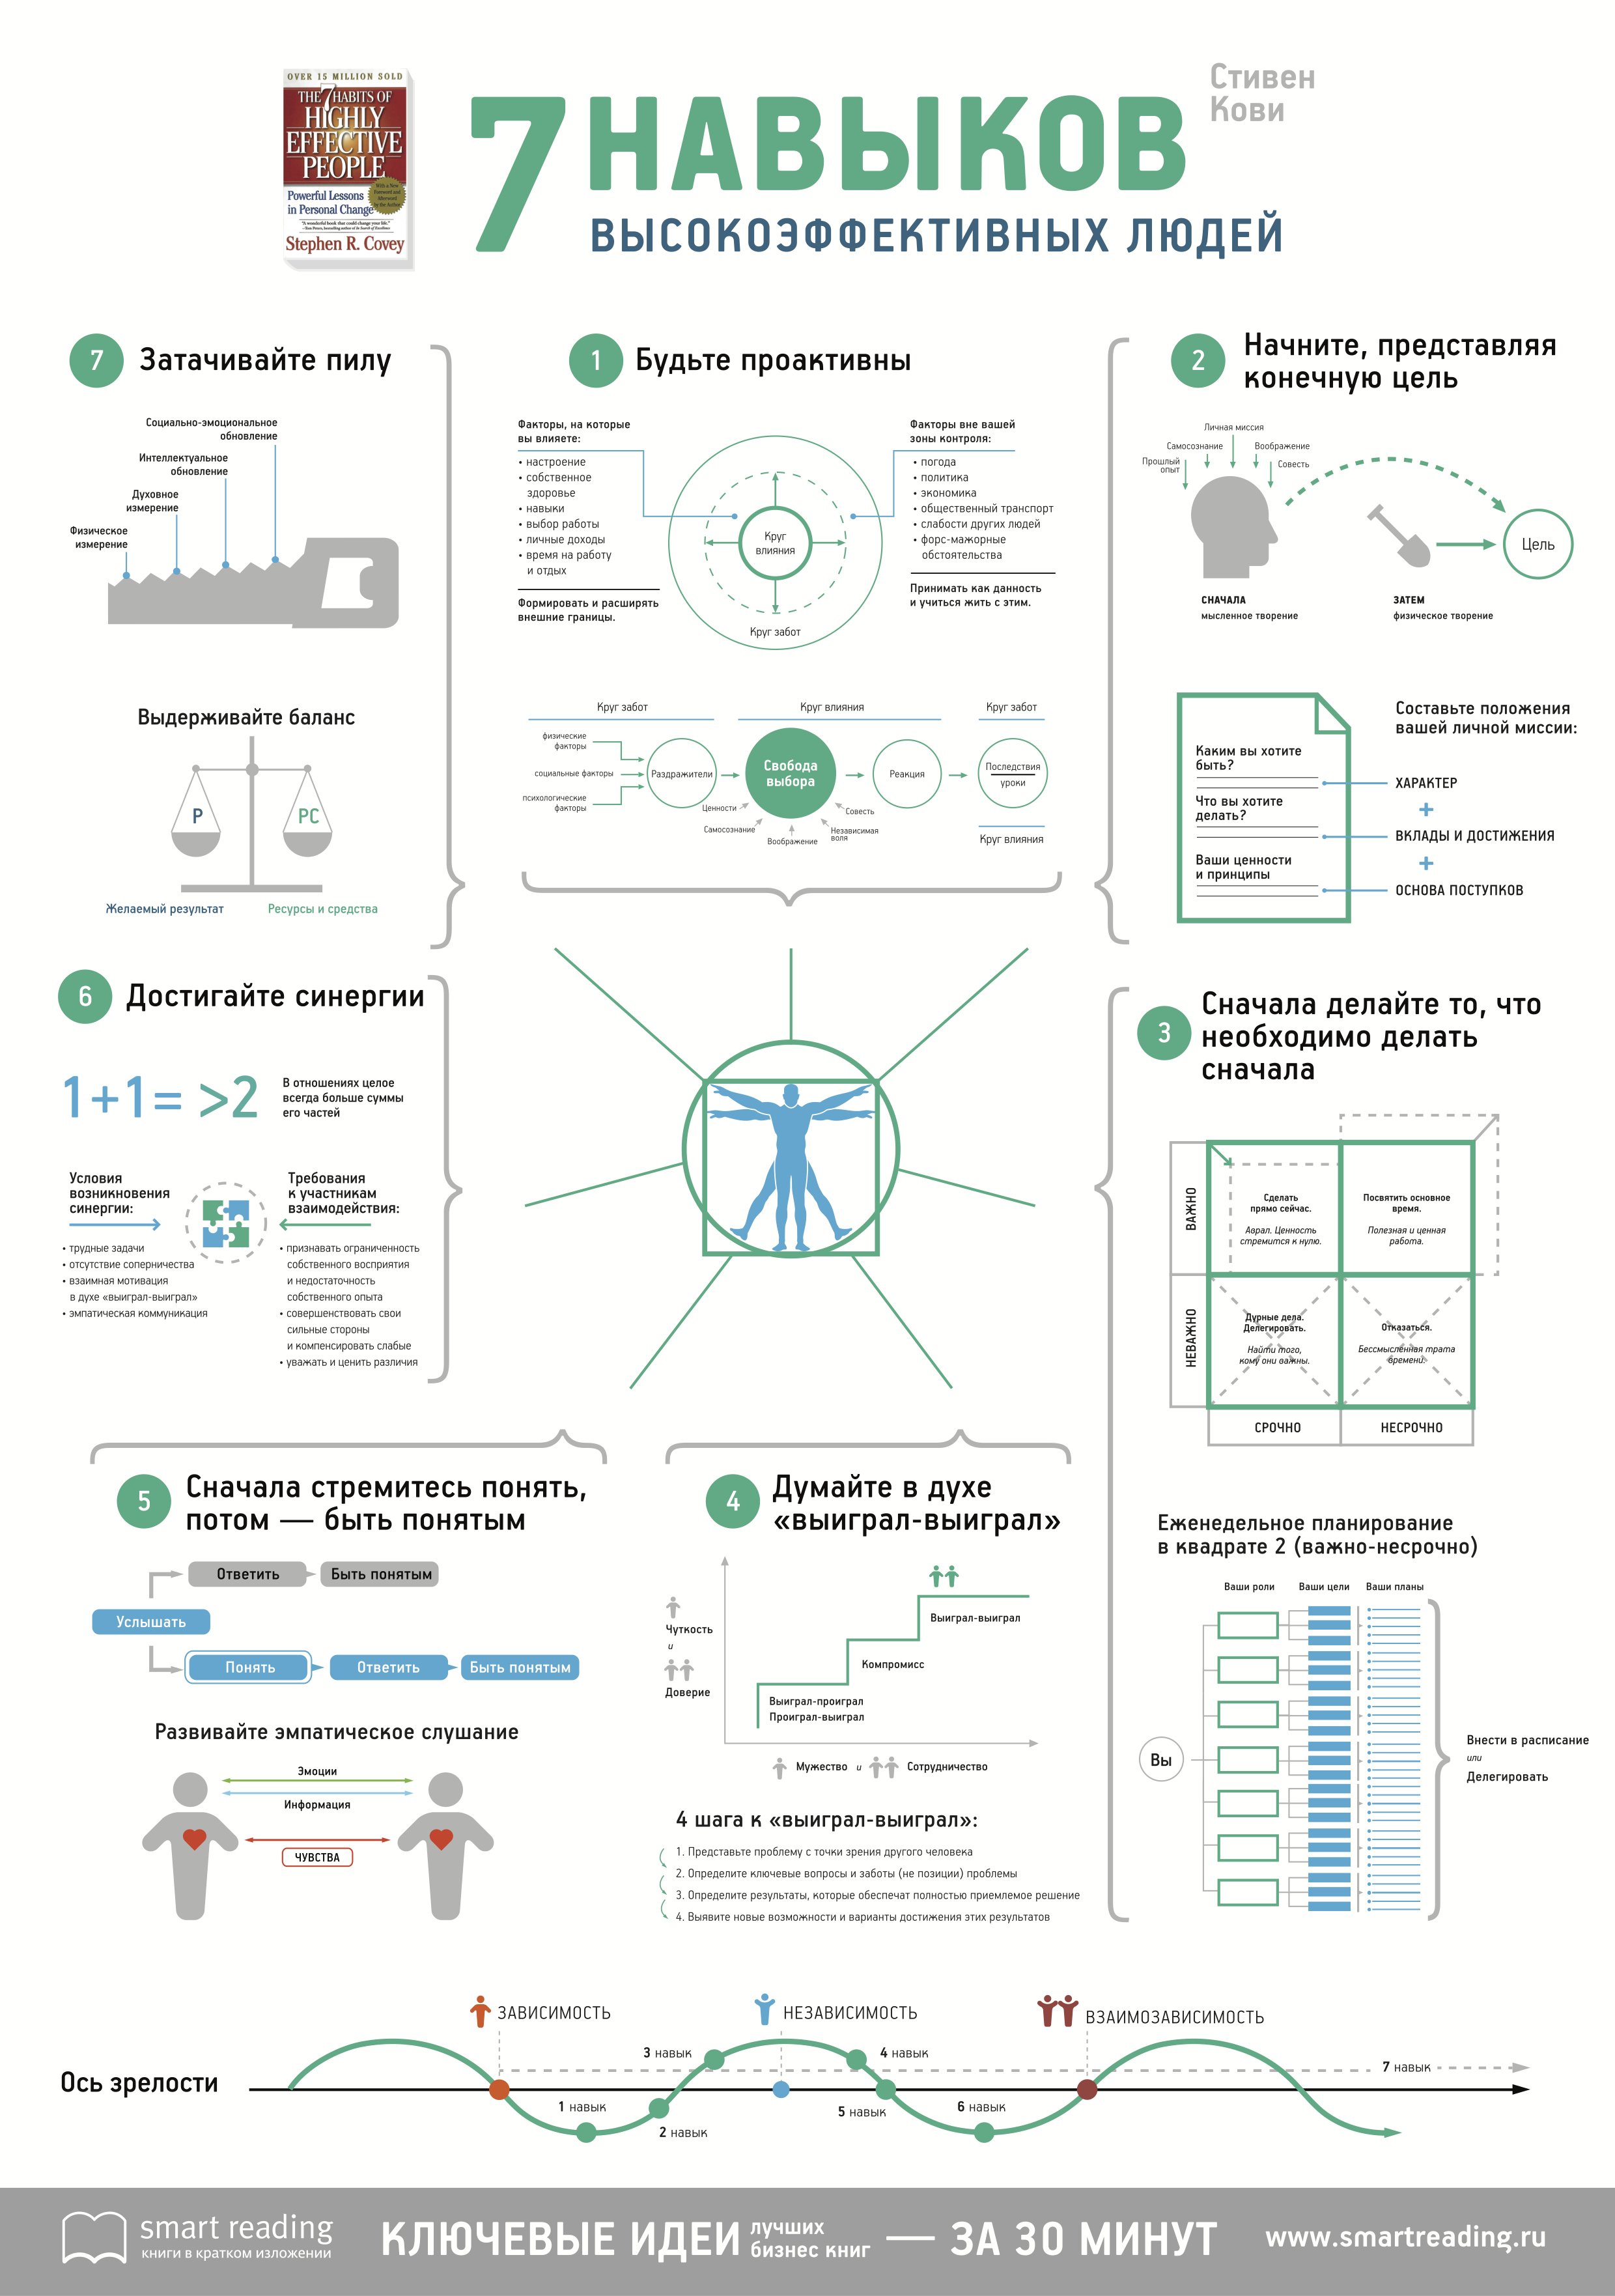 OVER 15 MILLION SOLD
THE 7 HABITS OF
HIGHLY
EFFECTIVE
PEOPLE
Powerful Lessons
in Personal Change
Stephen R. Covey
7 НАВЫКОВ
ВЫСОКОЭФФЕКТИВНЫХ ЛЮДЕЙ
Стивен
Кови
7 Затачивайте пилу
Социально-эмоциональное
обновление
Интеллектуальное
обновление
Духовное
измерение
Физическое
измерение
Выдерживайте баланс
P
PC
Желаемый результат
Ресурсы и средства
1 Будьте проактивны
Факторы, на которые
вы влияете:
• настроение
• собственное
здоровье
• навыки
• выбор работы
• личные доходы
• время на работу
и отдых
Формировать и расширять
внешние границы.
Круг
влияния
Круг забот
Факторы вне вашей
зоны контроля:
• погода
• политика
• экономика
• общественный транспорт
• слабости других людей
• форс-мажорные
обстоятельства
Принимать как данность
и учиться жить с этим.
Круг забот
Круг влияния
Круг забот
физические
факторы
социальные факторы
психологические
факторы
Раздражители
Свобода
выбора
Реакция
Последствия
уроки
Ценности
Самосознание
Воображение
Независимая
воля
Совесть
Круг влияния
2 Начните, представляя
конечную цель
Личная миссия
Самосознание
Воображение
Прошлый
опыт
Совесть
Цель
СНАЧАЛА
мысленное творение
ЗАТЕМ
физическое творение
Составьте положения
вашей личной миссии:
Каким вы хотите
быть?
ХАРАКТЕР
+
Что вы хотите
делать?
ВКЛАДЫ И ДОСТИЖЕНИЯ
+
Ваши ценности
и принципы
ОСНОВА ПОСТУПКОВ
6 Достигайте синергии
1+1= >2
В отношениях целое
всегда больше суммы
его частей
Условия
возникновения
синергии:
• трудные задачи
• отсутствие соперничества
• взаимная мотивация
в духе «выиграл-выиграл»
• эмпатическая коммуникация
Требования
к участникам
взаимодействия:
• признавать ограниченность
собственного восприятия
и недостаточность
собственного опыта
• совершенствовать свои
сильные стороны
и компенсировать слабые
• уважать и ценить различия
3 Сначала делайте то, что
необходимо делать
сначала
ВАЖНО
Сделать
прямо сейчас.
Аврал. Ценность
стремится к нулю.
Посвятить основное
время.
Полезная и ценная
работа.
НЕВАЖНО
Дурные дела.
Делегировать.
Найти того,
кому они важны.
Отказаться.
Бессмысленная трата
времени.
СРОЧНО
НЕСРОЧНО
Еженедельное планирование
в квадрате 2 (важно-несрочно)
Ваши роли
Ваши цели
Ваши планы
Вы
Внести в расписание
или
Делегировать
5 Сначала стремитесь понять,
потом — быть понятым
Ответить
Быть понятым
Услышать
Понять
Ответить
Быть понятым
Развивайте эмпатическое слушание
Эмоции
Информация
ЧУВСТВА
4 Думайте в духе
«выиграл-выиграл»
Чуткость
и
Доверие
Выиграл-выиграл
Компромисс
Выиграл-проиграл
Проиграл-выиграл
Мужество и Сотрудничество
4 шага к «выиграл-выиграл»:
1. Представьте проблему с точки зрения другого человека
2. Определите ключевые вопросы и заботы (не позиции) проблемы
3. Определите результаты, которые обеспечат полностью приемлемое решение
4. Выявите новые возможности и варианты достижения этих результатов
ЗАВИСИМОСТЬ
НЕЗАВИСИМОСТЬ
ВЗАИМОЗАВИСИМОСТЬ
3 навык
4 навык
7 навык
Ось зрелости
1 навык
2 навык
5 навык
6 навык
smart reading
книги в кратком изложении
КЛЮЧЕВЫЕ ИДЕИ лучших
бизнес книг — ЗА 30 МИНУТ
www.smartreading.ru